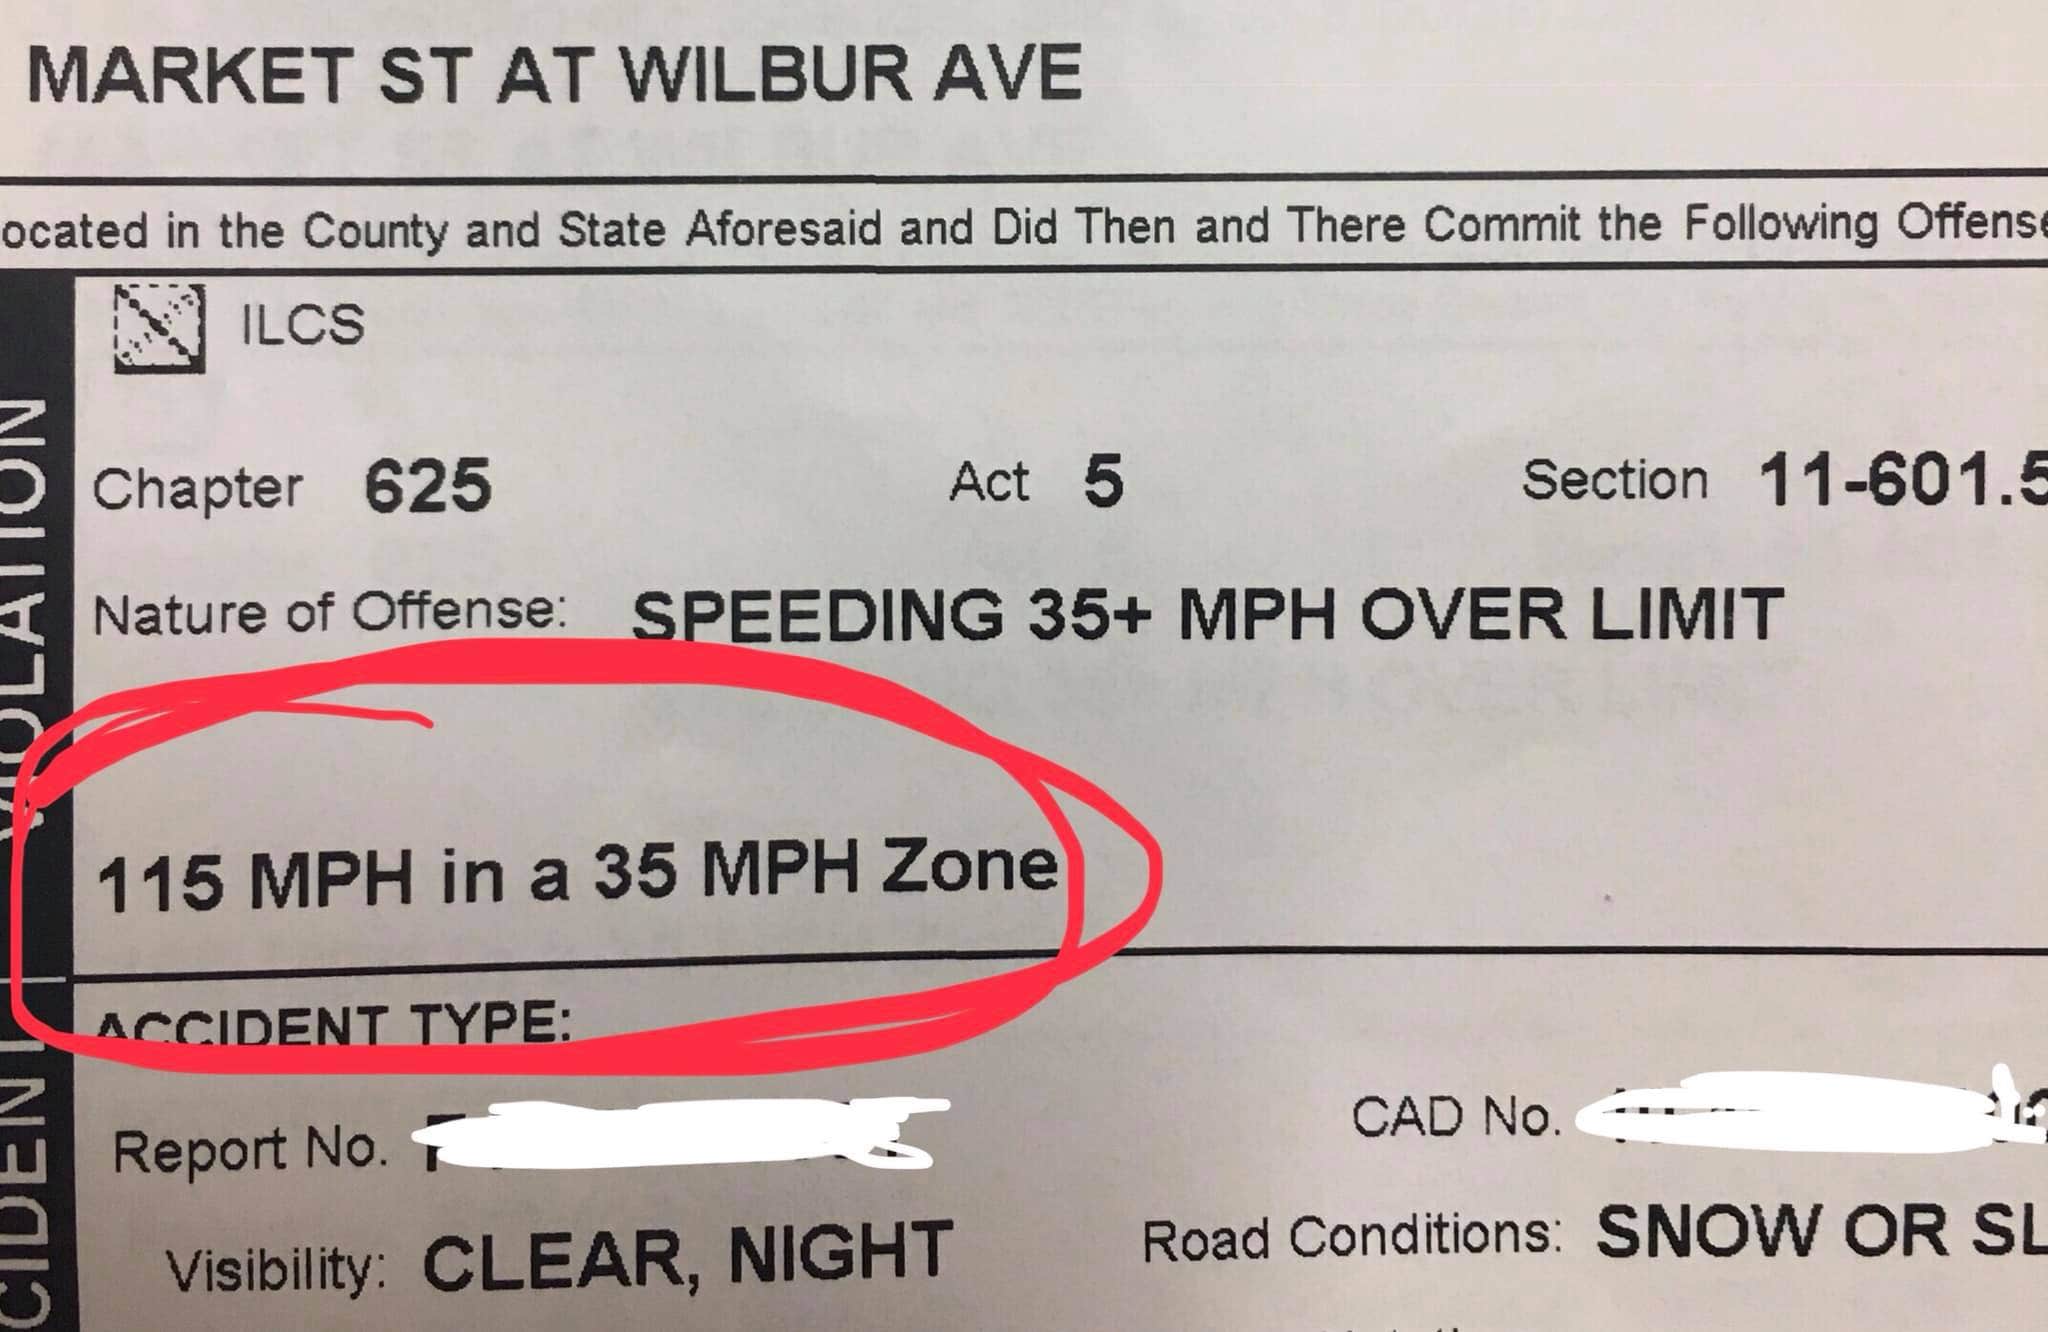 MARKET ST AT WILBUR AVE
ocated in the County and State Aforesaid and Did Then and There Commit the Following Offense
ILCS
VIOLATION
Chapter 625 Act 5 Section 11-601.5
Nature of Offense: SPEEDING 35+ MPH OVER LIMIT
115 MPH in a 35 MPH Zone
ACCIDENT TYPE:
CIDEN
Report No. CAD No.
Visibility: CLEAR, NIGHT Road Conditions: SNOW OR SL